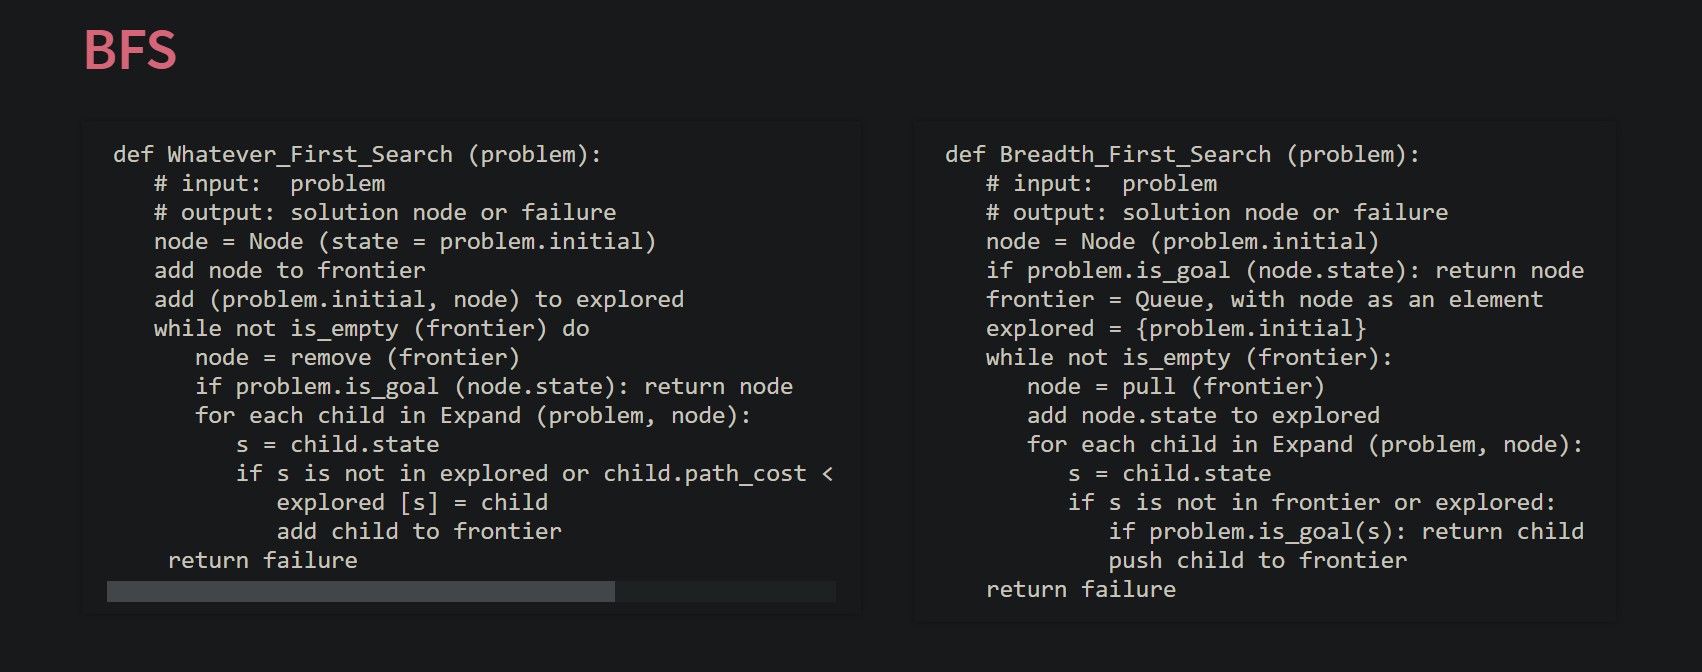 BFS
def Whatever_First_Search (problem):
   # input:  problem
   # output: solution node or failure
   node = Node (state = problem.initial)
   add node to frontier
   add (problem.initial, node) to explored
   while not is_empty (frontier) do
      node = remove (frontier)
      if problem.is_goal (node.state): return node
      for each child in Expand (problem, node):
         s = child.state
         if s is not in explored or child.path_cost <
            explored [s] = child
            add child to frontier
    return failure
def Breadth_First_Search (problem):
   # input:  problem
   # output: solution node or failure
   node = Node (problem.initial)
   if problem.is_goal (node.state): return node
   frontier = Queue, with node as an element
   explored = {problem.initial}
   while not is_empty (frontier):
      node = pull (frontier)
      add node.state to explored
      for each child in Expand (problem, node):
         s = child.state
         if s is not in frontier or explored:
            if problem.is_goal(s): return child
            push child to frontier
   return failure